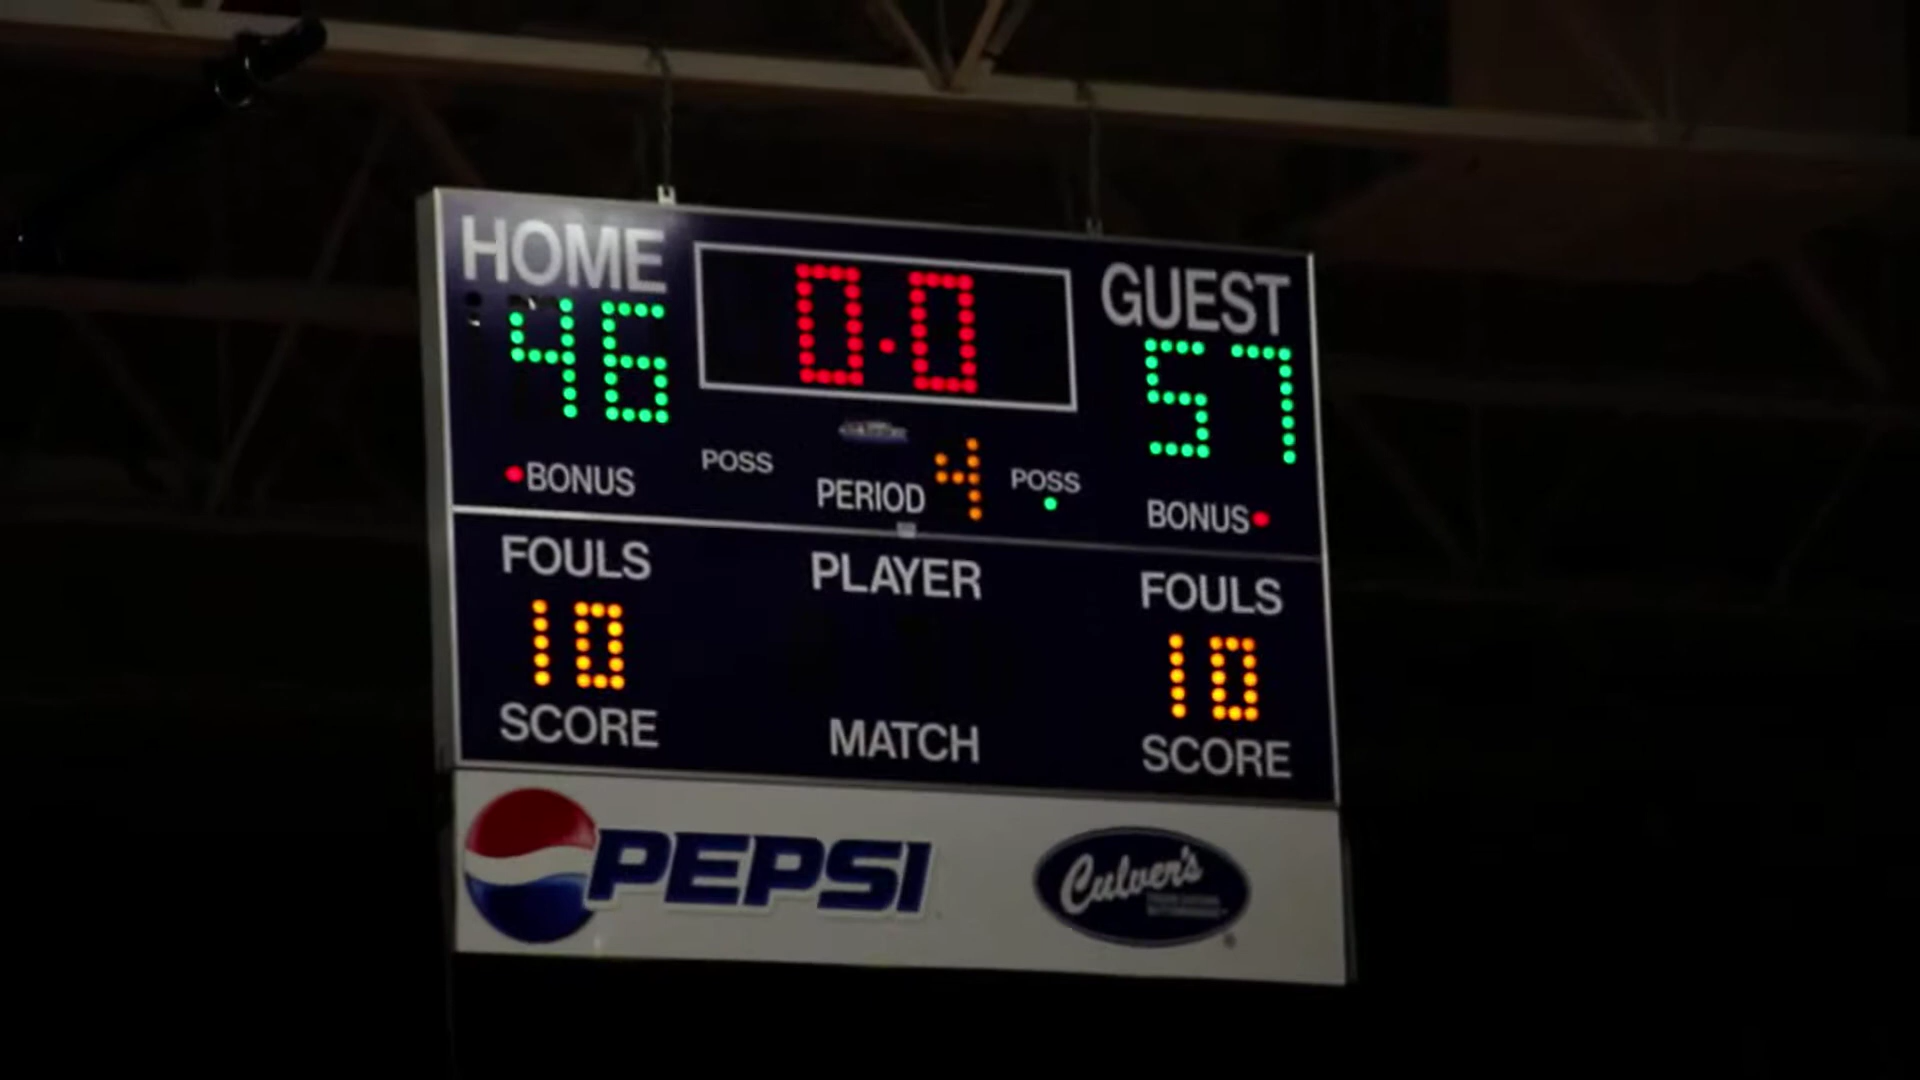 HOME
0.0
GUEST
46
57
POSS
PERIOD 4
POSS
BONUS
BONUS
FOULS
PLAYER
FOULS
10
10
SCORE
MATCH
SCORE
PEPSI
Culver's